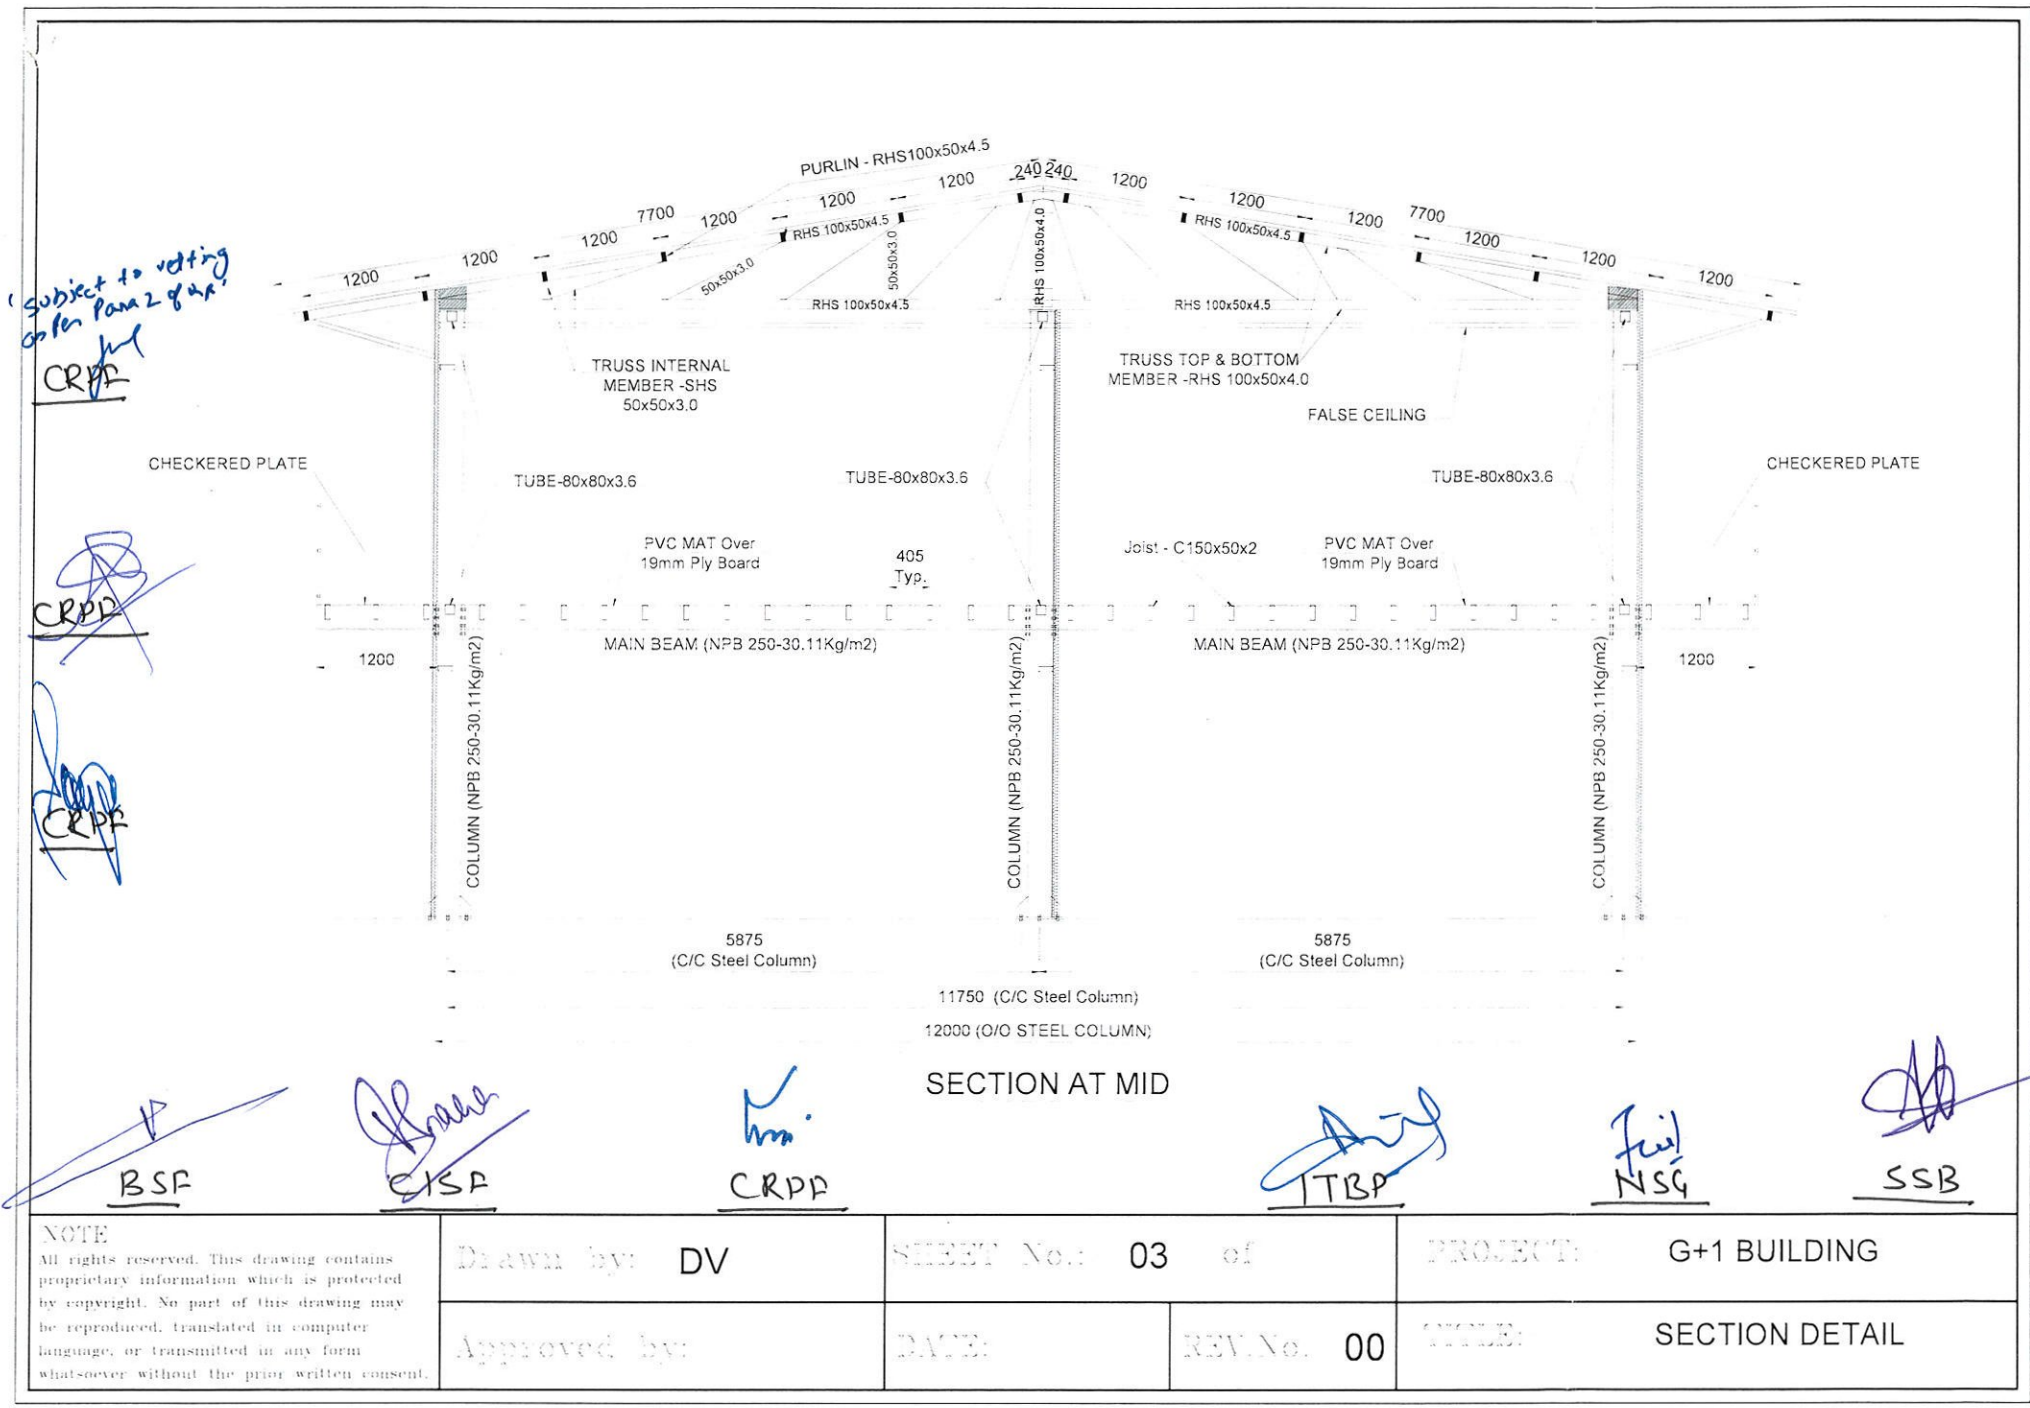 PURLIN - RHS100x50x4.5
240 240
1200
1200
1200
1200
1200
1200
1200
1200
1200
1200
1200
1200
7700
7700
RHS 100x50x4.5
RHS 100x50x4.5
50x50x3.0
50x50x3.0
RHS 100x50x4.0
RHS 100x50x4.5
RHS 100x50x4.5
subject to vetting
as per Para 2 of
CRPF
TRUSS INTERNAL
MEMBER -SHS
50x50x3.0
TRUSS TOP & BOTTOM
MEMBER -RHS 100x50x4.0
FALSE CEILING
CHECKERED PLATE
TUBE-80x80x3.6
TUBE-80x80x3.6
TUBE-80x80x3.6
CHECKERED PLATE
PVC MAT Over
19mm Ply Board
405
Typ.
Joist - C150x50x2
PVC MAT Over
19mm Ply Board
CRPF
MAIN BEAM (NPB 250-30.11Kg/m2)
MAIN BEAM (NPB 250-30.11Kg/m2)
1200
1200
COLUMN (NPB 250-30.11Kg/m2)
COLUMN (NPB 250-30.11Kg/m2)
COLUMN (NPB 250-30.11Kg/m2)
CRPF
5875
(C/C Steel Column)
5875
(C/C Steel Column)
11750 (C/C Steel Column)
12000 (O/O STEEL COLUMN)
SECTION AT MID
BSF
CISF
CRPF
ITBP
NSG
SSB
NOTE
All rights reserved. This drawing contains
proprietary information which is protected
by copyright. No part of this drawing may
be reproduced, translated in computer
language, or transmitted in any form
whatsoever without the prior written consent.
Drawn by: DV
SHEET No.: 03 of
PROJECT: G+1 BUILDING
Approved by:
DATE:
REV.No. 00
TITLE: SECTION DETAIL